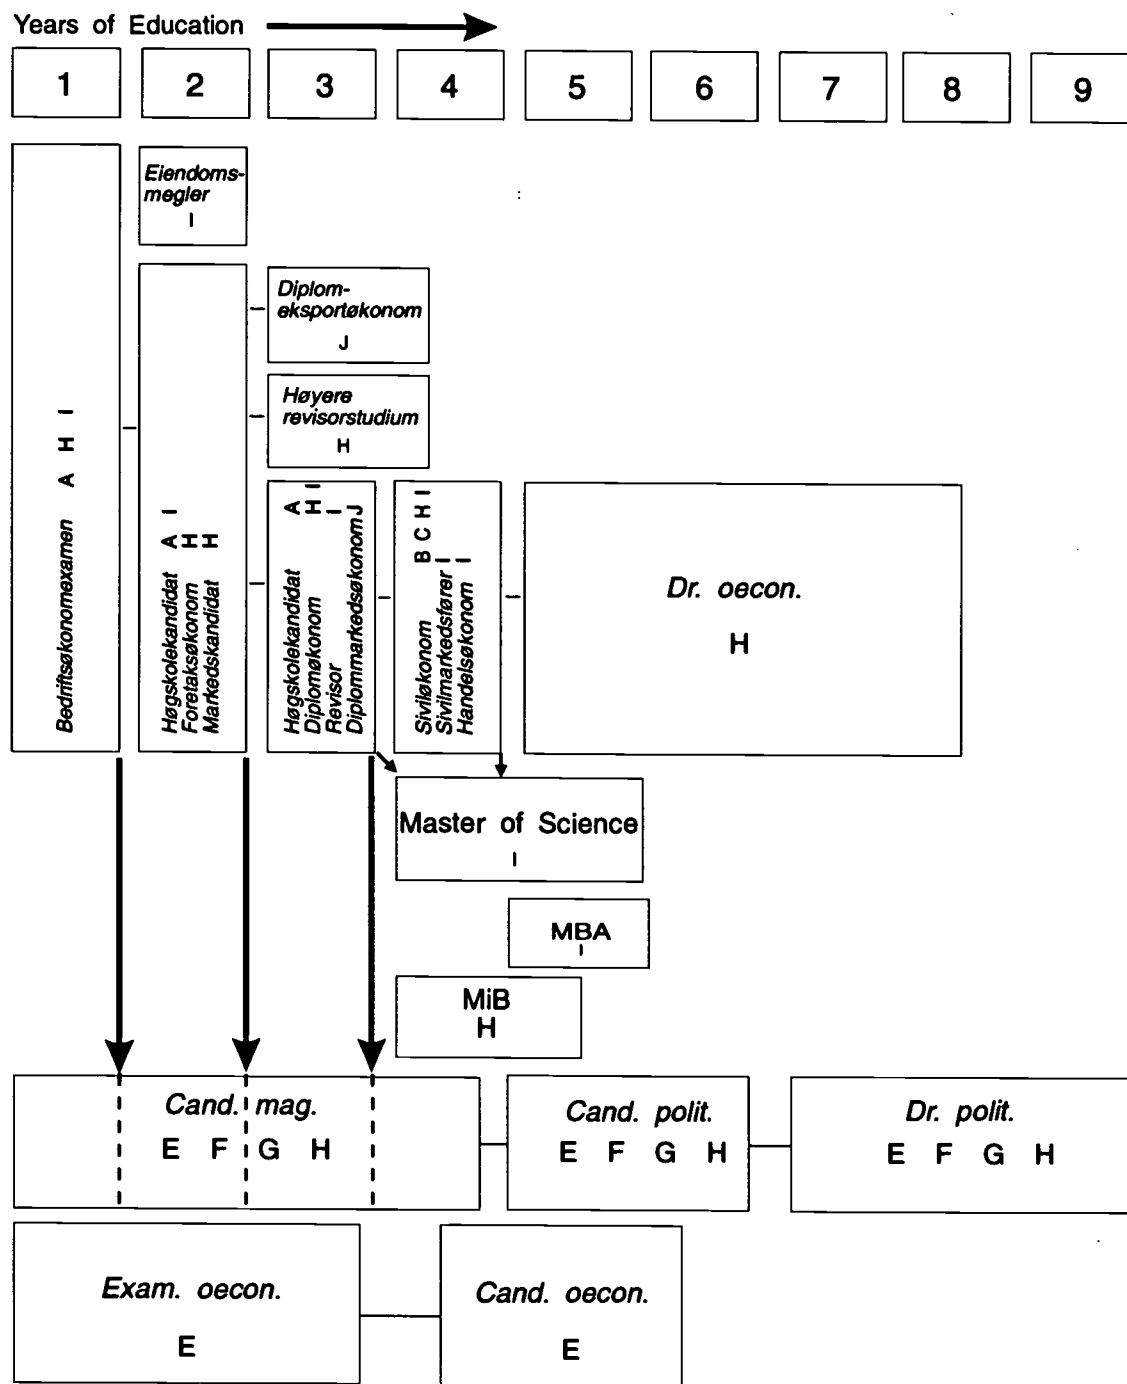 Years of Education
1 2 3 4 5 6 7 8 9
Eiendoms-
megler
I
Diplom-
eksportøkonom
J
Høyere
revisorstudium
H
Bedriftsøkonomexamen A H I
Høgskolekandidat A I
Foretaksøkonom H
Markedskandidat H
Høgskolekandidat A
Diplomøkonom H I
Revisor I
Diplommarkedsøkonom J
Siviløkonom B C H I
Sivilmarkedsfører I
Handelsøkonom I
Dr. oecon.
H
Master of Science
I
MBA
I
MiB
H
Cand. mag.
E F G H
Cand. polit.
E F G H
Dr. polit.
E F G H
Exam. oecon.
E
Cand. oecon.
E